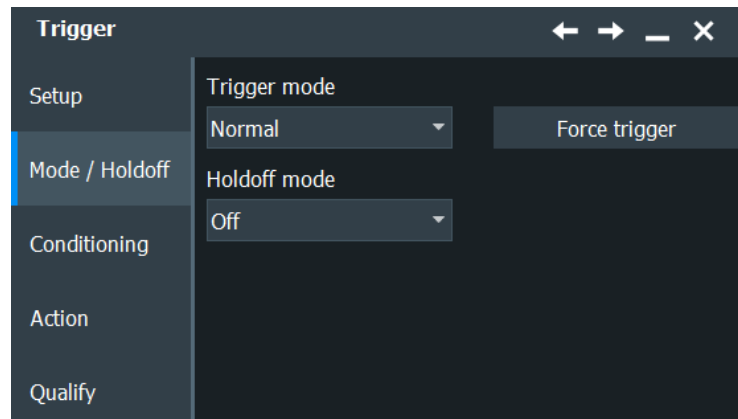 Trigger
Setup
Mode / Holdoff
Conditioning
Action
Qualify
Trigger mode
Normal
Force trigger
Holdoff mode
Off